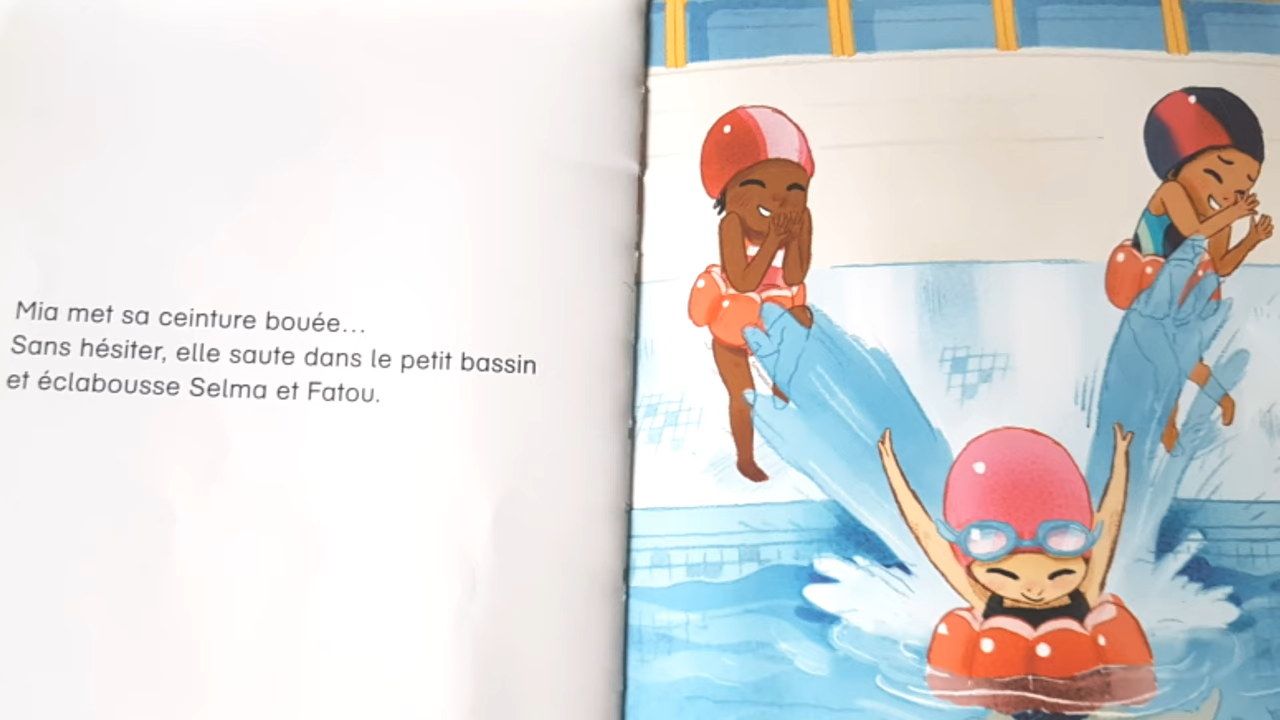 Mia met sa ceinture bouée...
Sans hésiter, elle saute dans le petit bassin
et éclabousse Selma et Fatou.